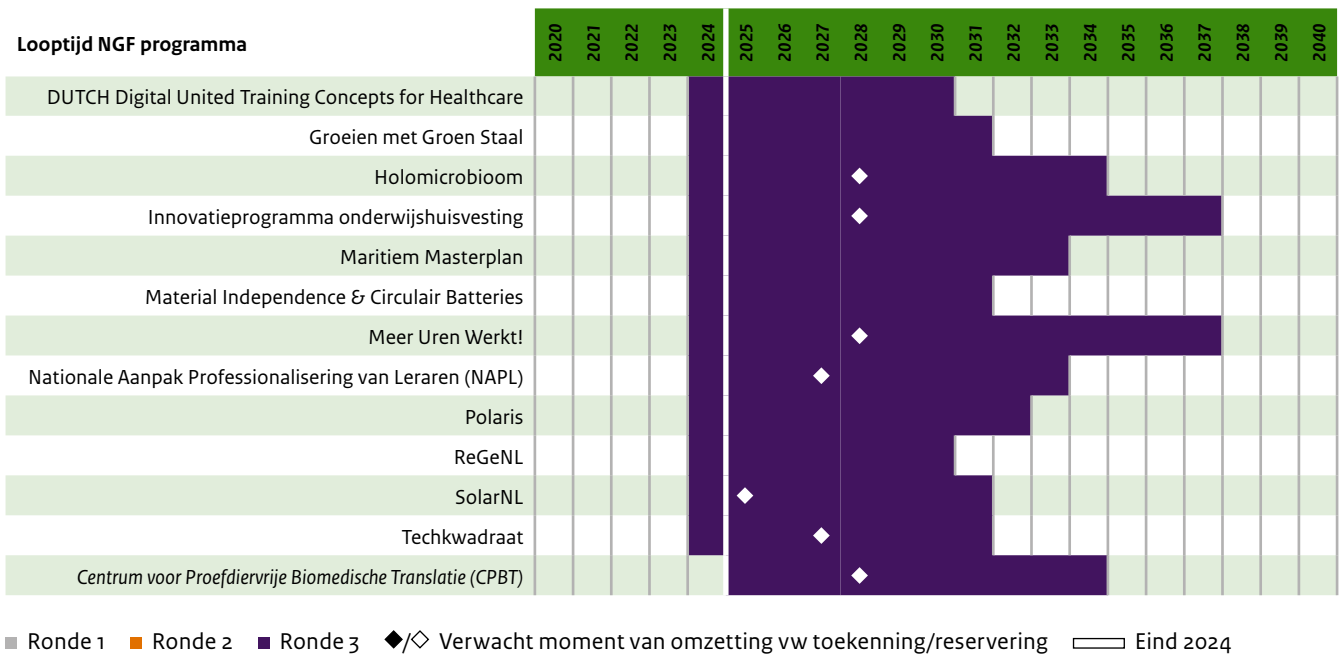 Looptijd NGF programma 2020 2021 2022 2023 2024 2025 2026 2027 2028 2029 2030 2031 2032 2033 2034 2035 2036 2037 2038 2039 2040
DUTCH Digital United Training Concepts for Healthcare
Groeien met Groen Staal
Holomicrobioom
Innovatieprogramma onderwijshuisvesting
Maritiem Masterplan
Material Independence & Circulair Batteries
Meer Uren Werkt!
Nationale Aanpak Professionalisering van Leraren (NAPL)
Polaris
ReGeNL
SolarNL
Techkwadraat
Centrum voor Proefdiervrije Biomedische Translatie (CPBT)
Ronde 1 Ronde 2 Ronde 3 ◆/◇ Verwacht moment van omzetting vw toekenning/reservering Eind 2024